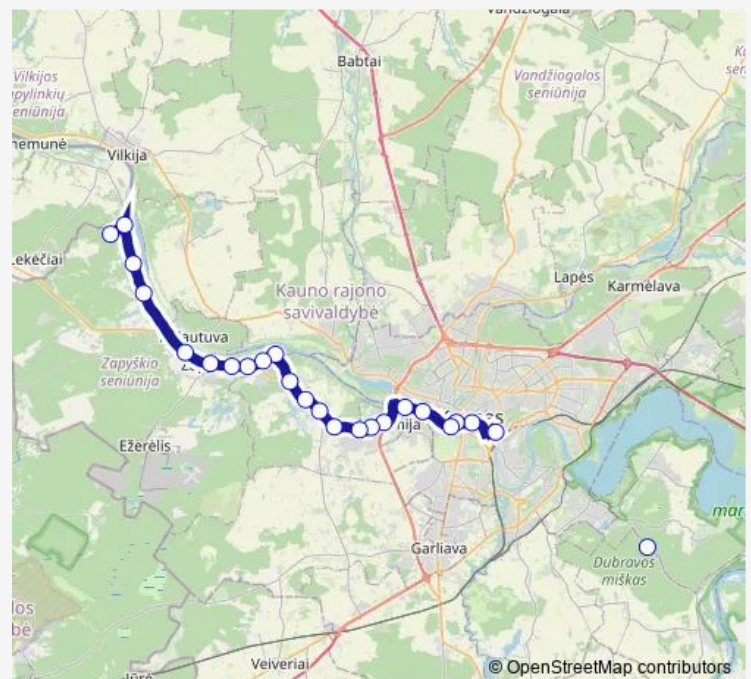 Vandžiogala
Babtai
Vilkijos
apylinkių
seniūnija
Vandžiogalos
seniūnija
Vilkija
Lekėčiai
Lapės
Karmėlava
Kauno rajono
savivaldybė
Zapyškio
seniūnija
Ežerėlis
Garliava
Dubravos
miškas
Veiveriai
© OpenStreetMap contributors